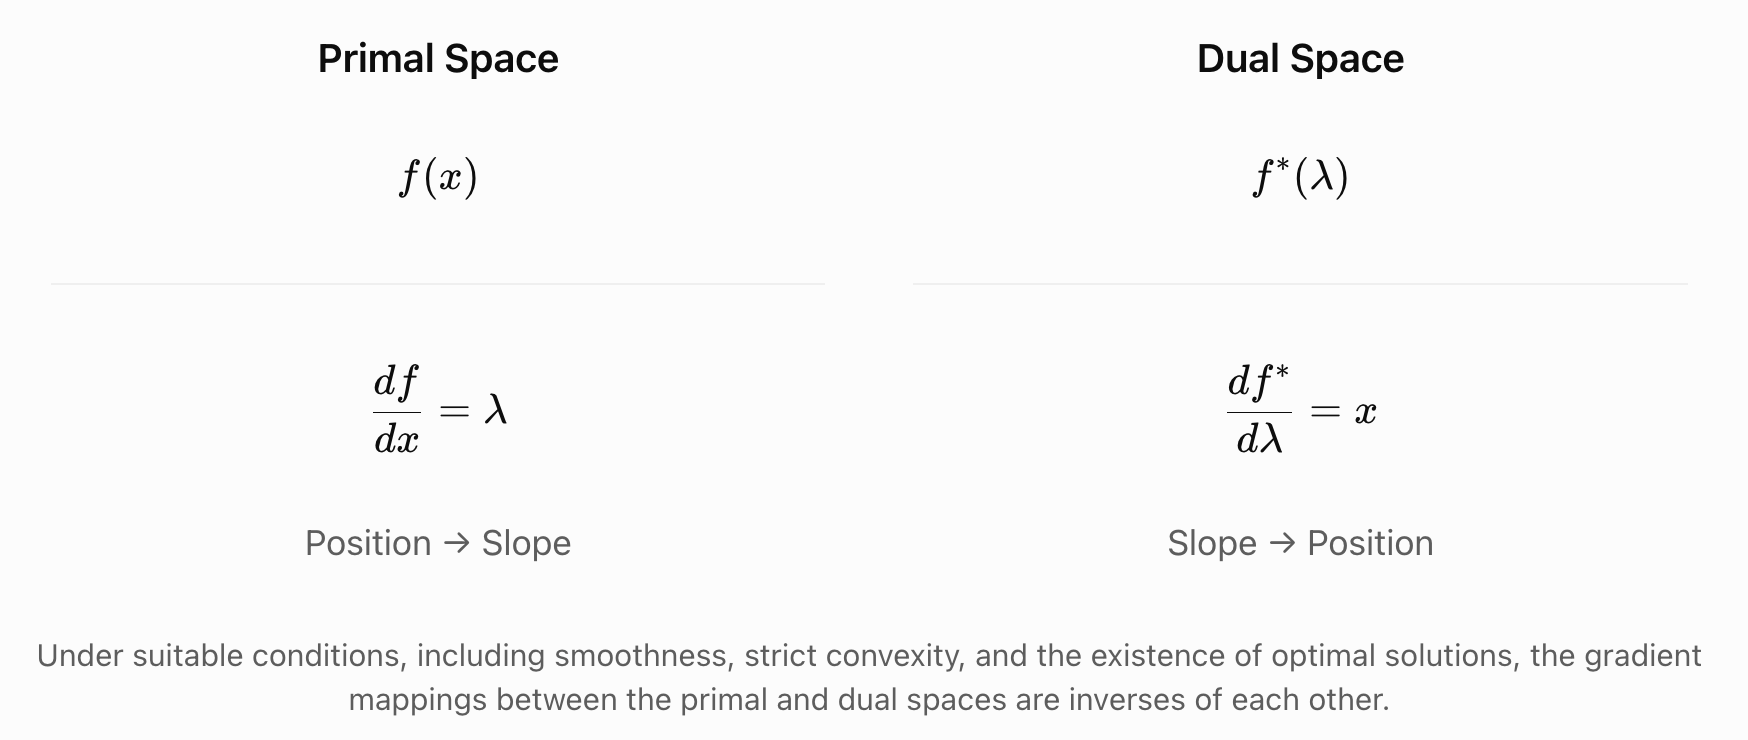 Primal Space
f(x)
df/dx = λ
Position → Slope
Dual Space
f*(λ)
df*/dλ = x
Slope → Position
Under suitable conditions, including smoothness, strict convexity, and the existence of optimal solutions, the gradient
mappings between the primal and dual spaces are inverses of each other.